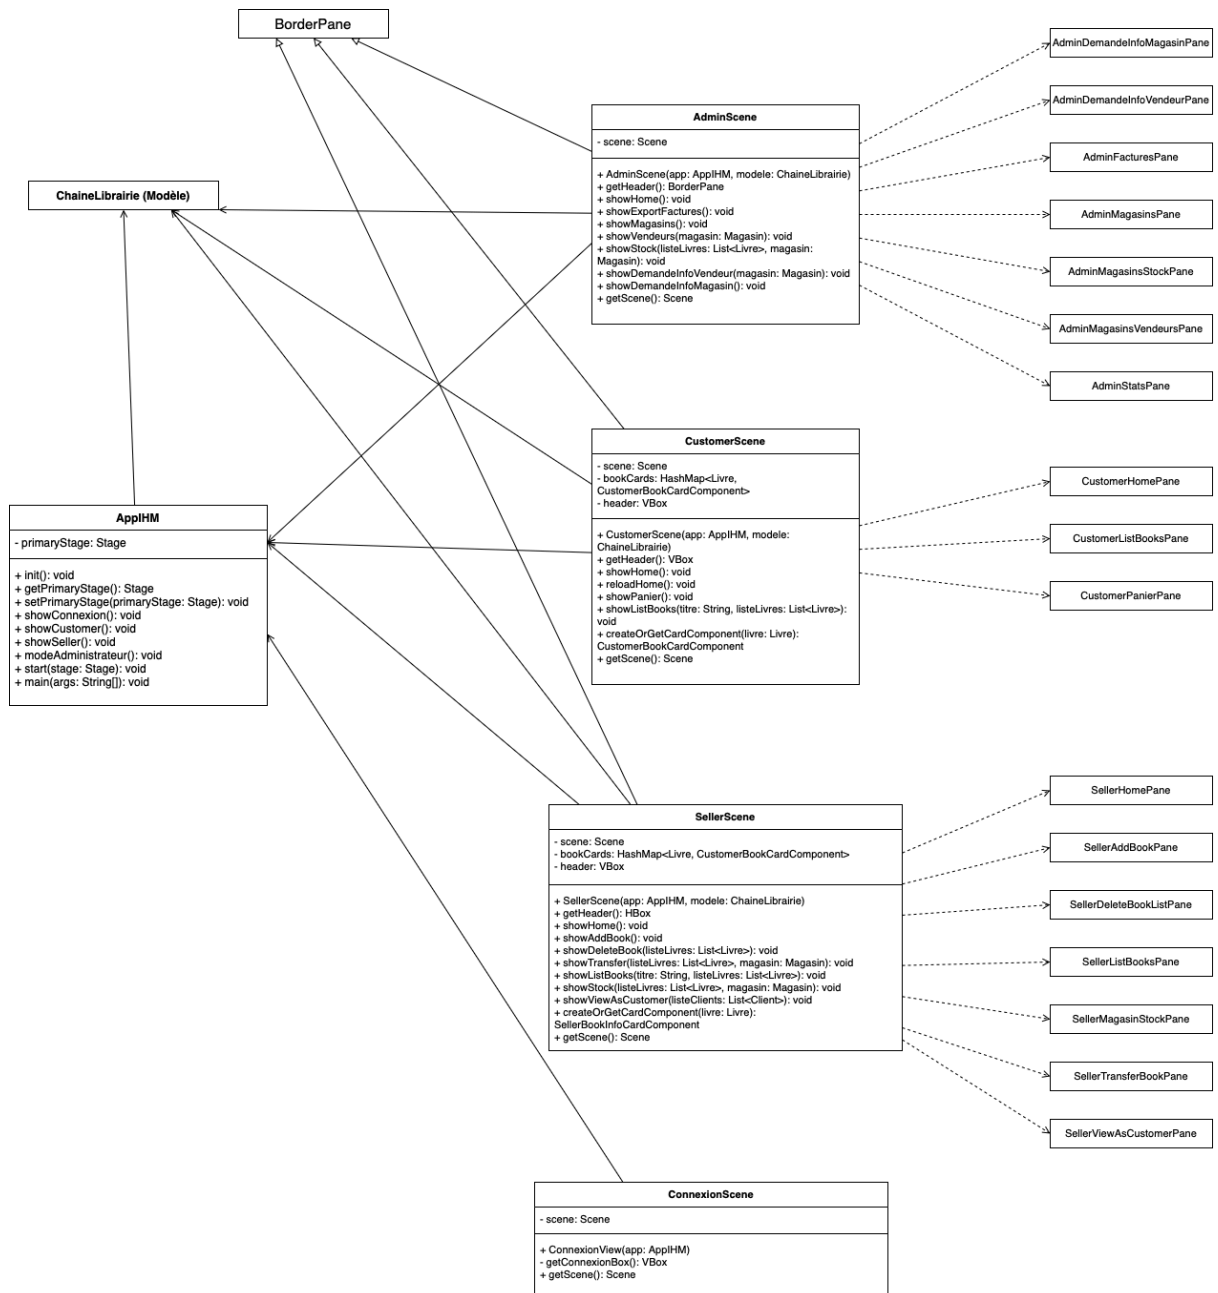 BorderPane
AdminDemandeInfoMagasinPane
AdminDemandeInfoVendeurPane
AdminFacturesPane
AdminMagasinsPane
AdminMagasinsStockPane
AdminMagasinsVendeursPane
AdminStatsPane
AdminScene
- scene: Scene
+ AdminScene(app: AppIHM, modele: ChaineLibrairie)
+ getHeader(): BorderPane
+ showHome(): void
+ showExportFactures(): void
+ showMagasins(): void
+ showVendeurs(magasin: Magasin): void
+ showStock(listeLivres: List<Livre>, magasin:
Magasin): void
+ showDemandeInfoVendeur(magasin: Magasin): void
+ showDemandeInfoMagasin(): void
+ getScene(): Scene
ChaineLibrairie (Modèle)
CustomerScene
- scene: Scene
- bookCards: HashMap<Livre,
CustomerBookCardComponent>
- header: VBox
+ CustomerScene(app: AppIHM, modele:
ChaineLibrairie)
+ getHeader(): VBox
+ showHome(): void
+ reloadHome(): void
+ showPanier(): void
+ showListBooks(titre: String, listeLivres: List<Livre>):
void
+ createOrGetCardComponent(livre: Livre):
CustomerBookCardComponent
+ getScene(): Scene
CustomerHomePane
CustomerListBooksPane
CustomerPanierPane
AppIHM
- primaryStage: Stage
+ init(): void
+ getPrimaryStage(): Stage
+ setPrimaryStage(primaryStage: Stage): void
+ showConnexion(): void
+ showCustomer(): void
+ showSeller(): void
+ modeAdministrateur(): void
+ start(stage: Stage): void
+ main(args: String[]): void
SellerScene
- scene: Scene
- bookCards: HashMap<Livre, CustomerBookCardComponent>
- header: VBox
+ SellerScene(app: AppIHM, modele: ChaineLibrairie)
+ getHeader(): HBox
+ showHome(): void
+ showAddBook(): void
+ showDeleteBook(listeLivres: List<Livre>): void
+ showTransfer(listeLivres: List<Livre>, magasin: Magasin): void
+ showListBooks(titre: String, listeLivres: List<Livre>): void
+ showStock(listeLivres: List<Livre>, magasin: Magasin): void
+ showViewAsCustomer(listeClients: List<Client>): void
+ createOrGetCardComponent(livre: Livre):
SellerBookInfoCardComponent
+ getScene(): Scene
SellerHomePane
SellerAddBookPane
SellerDeleteBookListPane
SellerListBooksPane
SellerMagasinStockPane
SellerTransferBookPane
SellerViewAsCustomerPane
ConnexionScene
- scene: Scene
+ ConnexionView(app: AppIHM)
- getConnexionBox(): VBox
+ getScene(): Scene